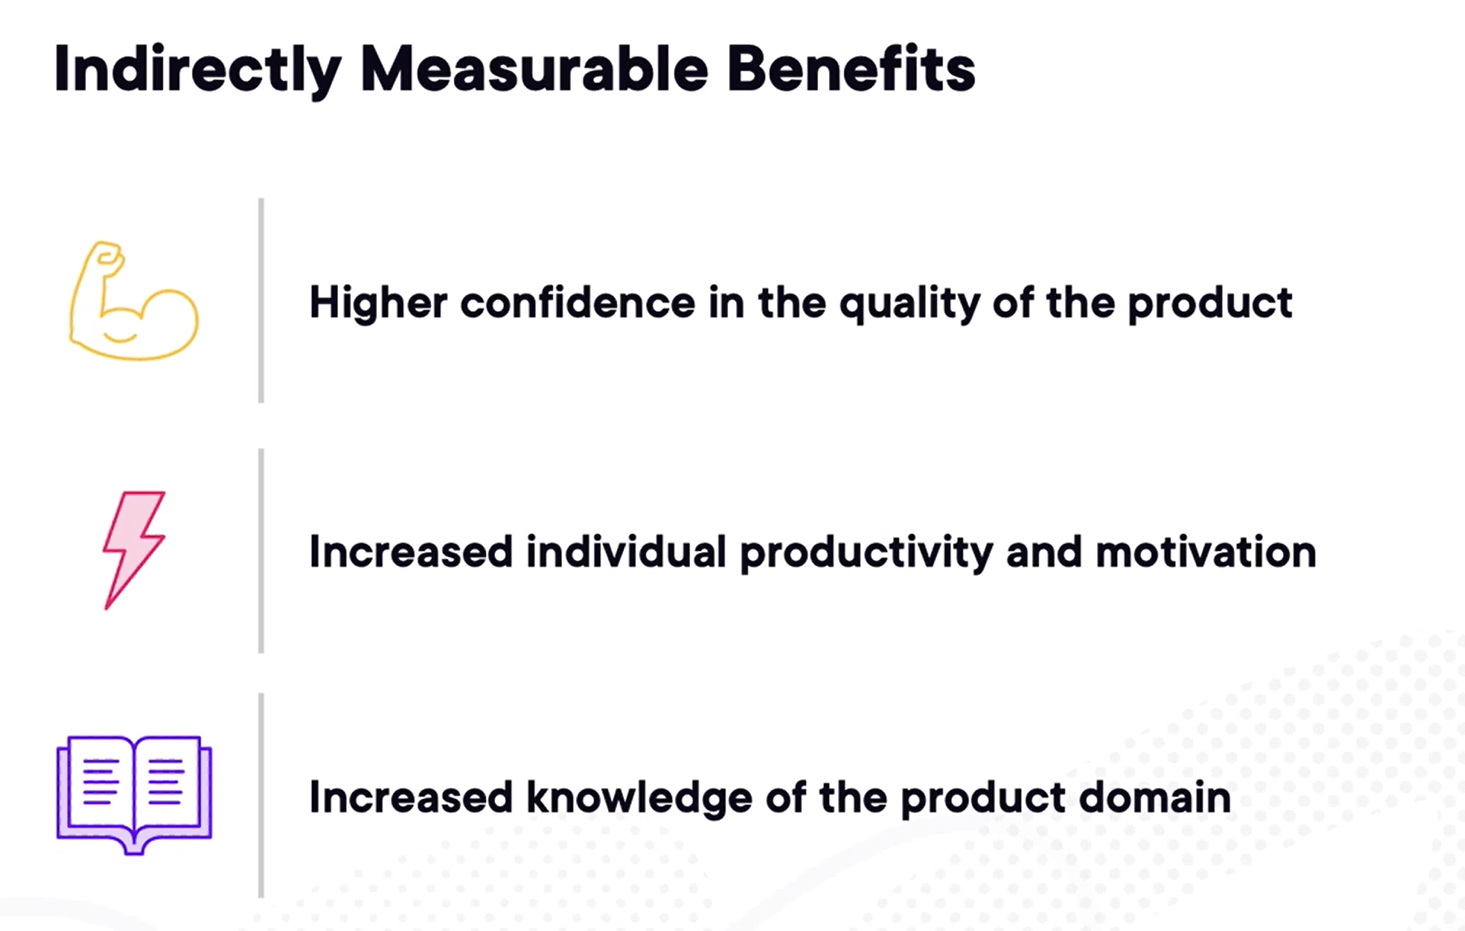 Indirectly Measurable Benefits
Higher confidence in the quality of the product
Increased individual productivity and motivation
Increased knowledge of the product domain